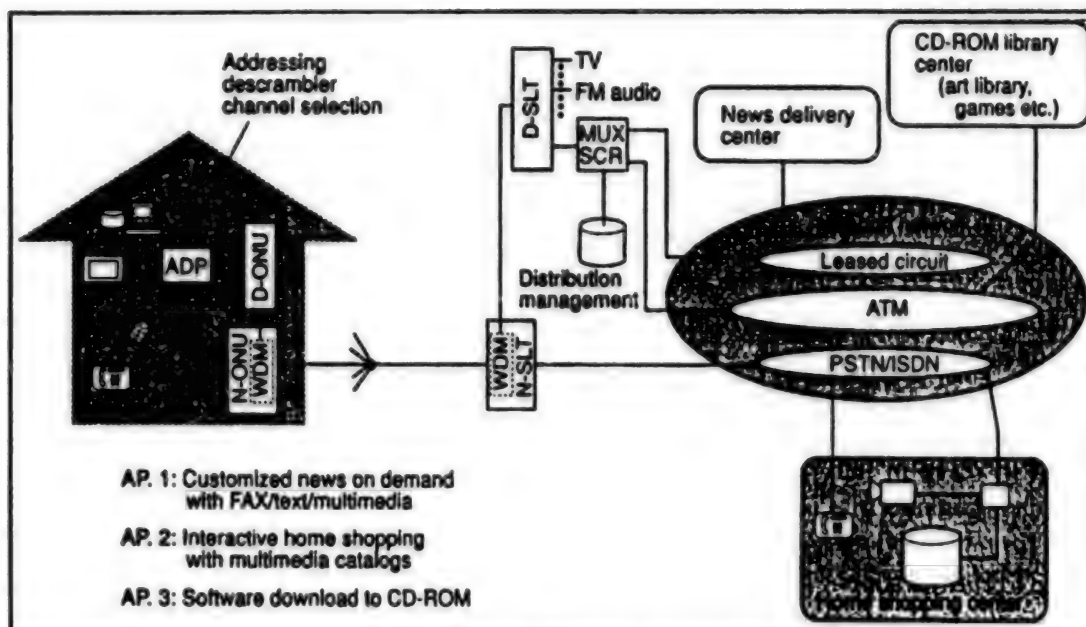 Addressing
descrambler
channel selection
ADP
D-ONU
N-ONU
WDM
D-SLT
TV
FM audio
MUX
SCR
Distribution
management
WDM
N-SLT
News delivery
center
CD-ROM library
center
(art library,
games etc.)
Leased circuit
ATM
PSTN/ISDN
Home shopping center
AP. 1: Customized news on demand
with FAX/text/multimedia
AP. 2: Interactive home shopping
with multimedia catalogs
AP. 3: Software download to CD-ROM